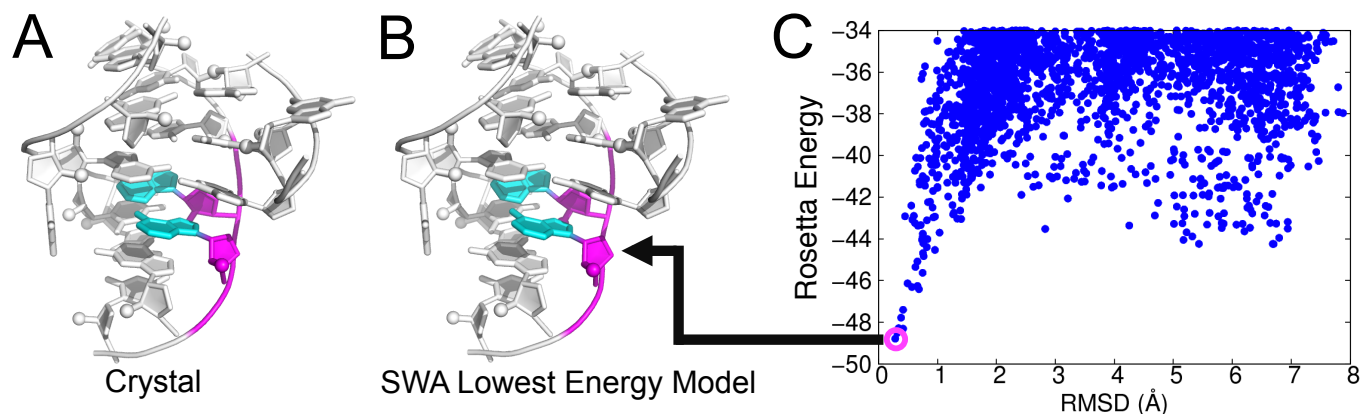 A
B
C
Crystal
SWA Lowest Energy Model
Rosetta Energy
−34
−36
−38
−40
−42
−44
−46
−48
−50
0 1 2 3 4 5 6 7 8
RMSD (Å)